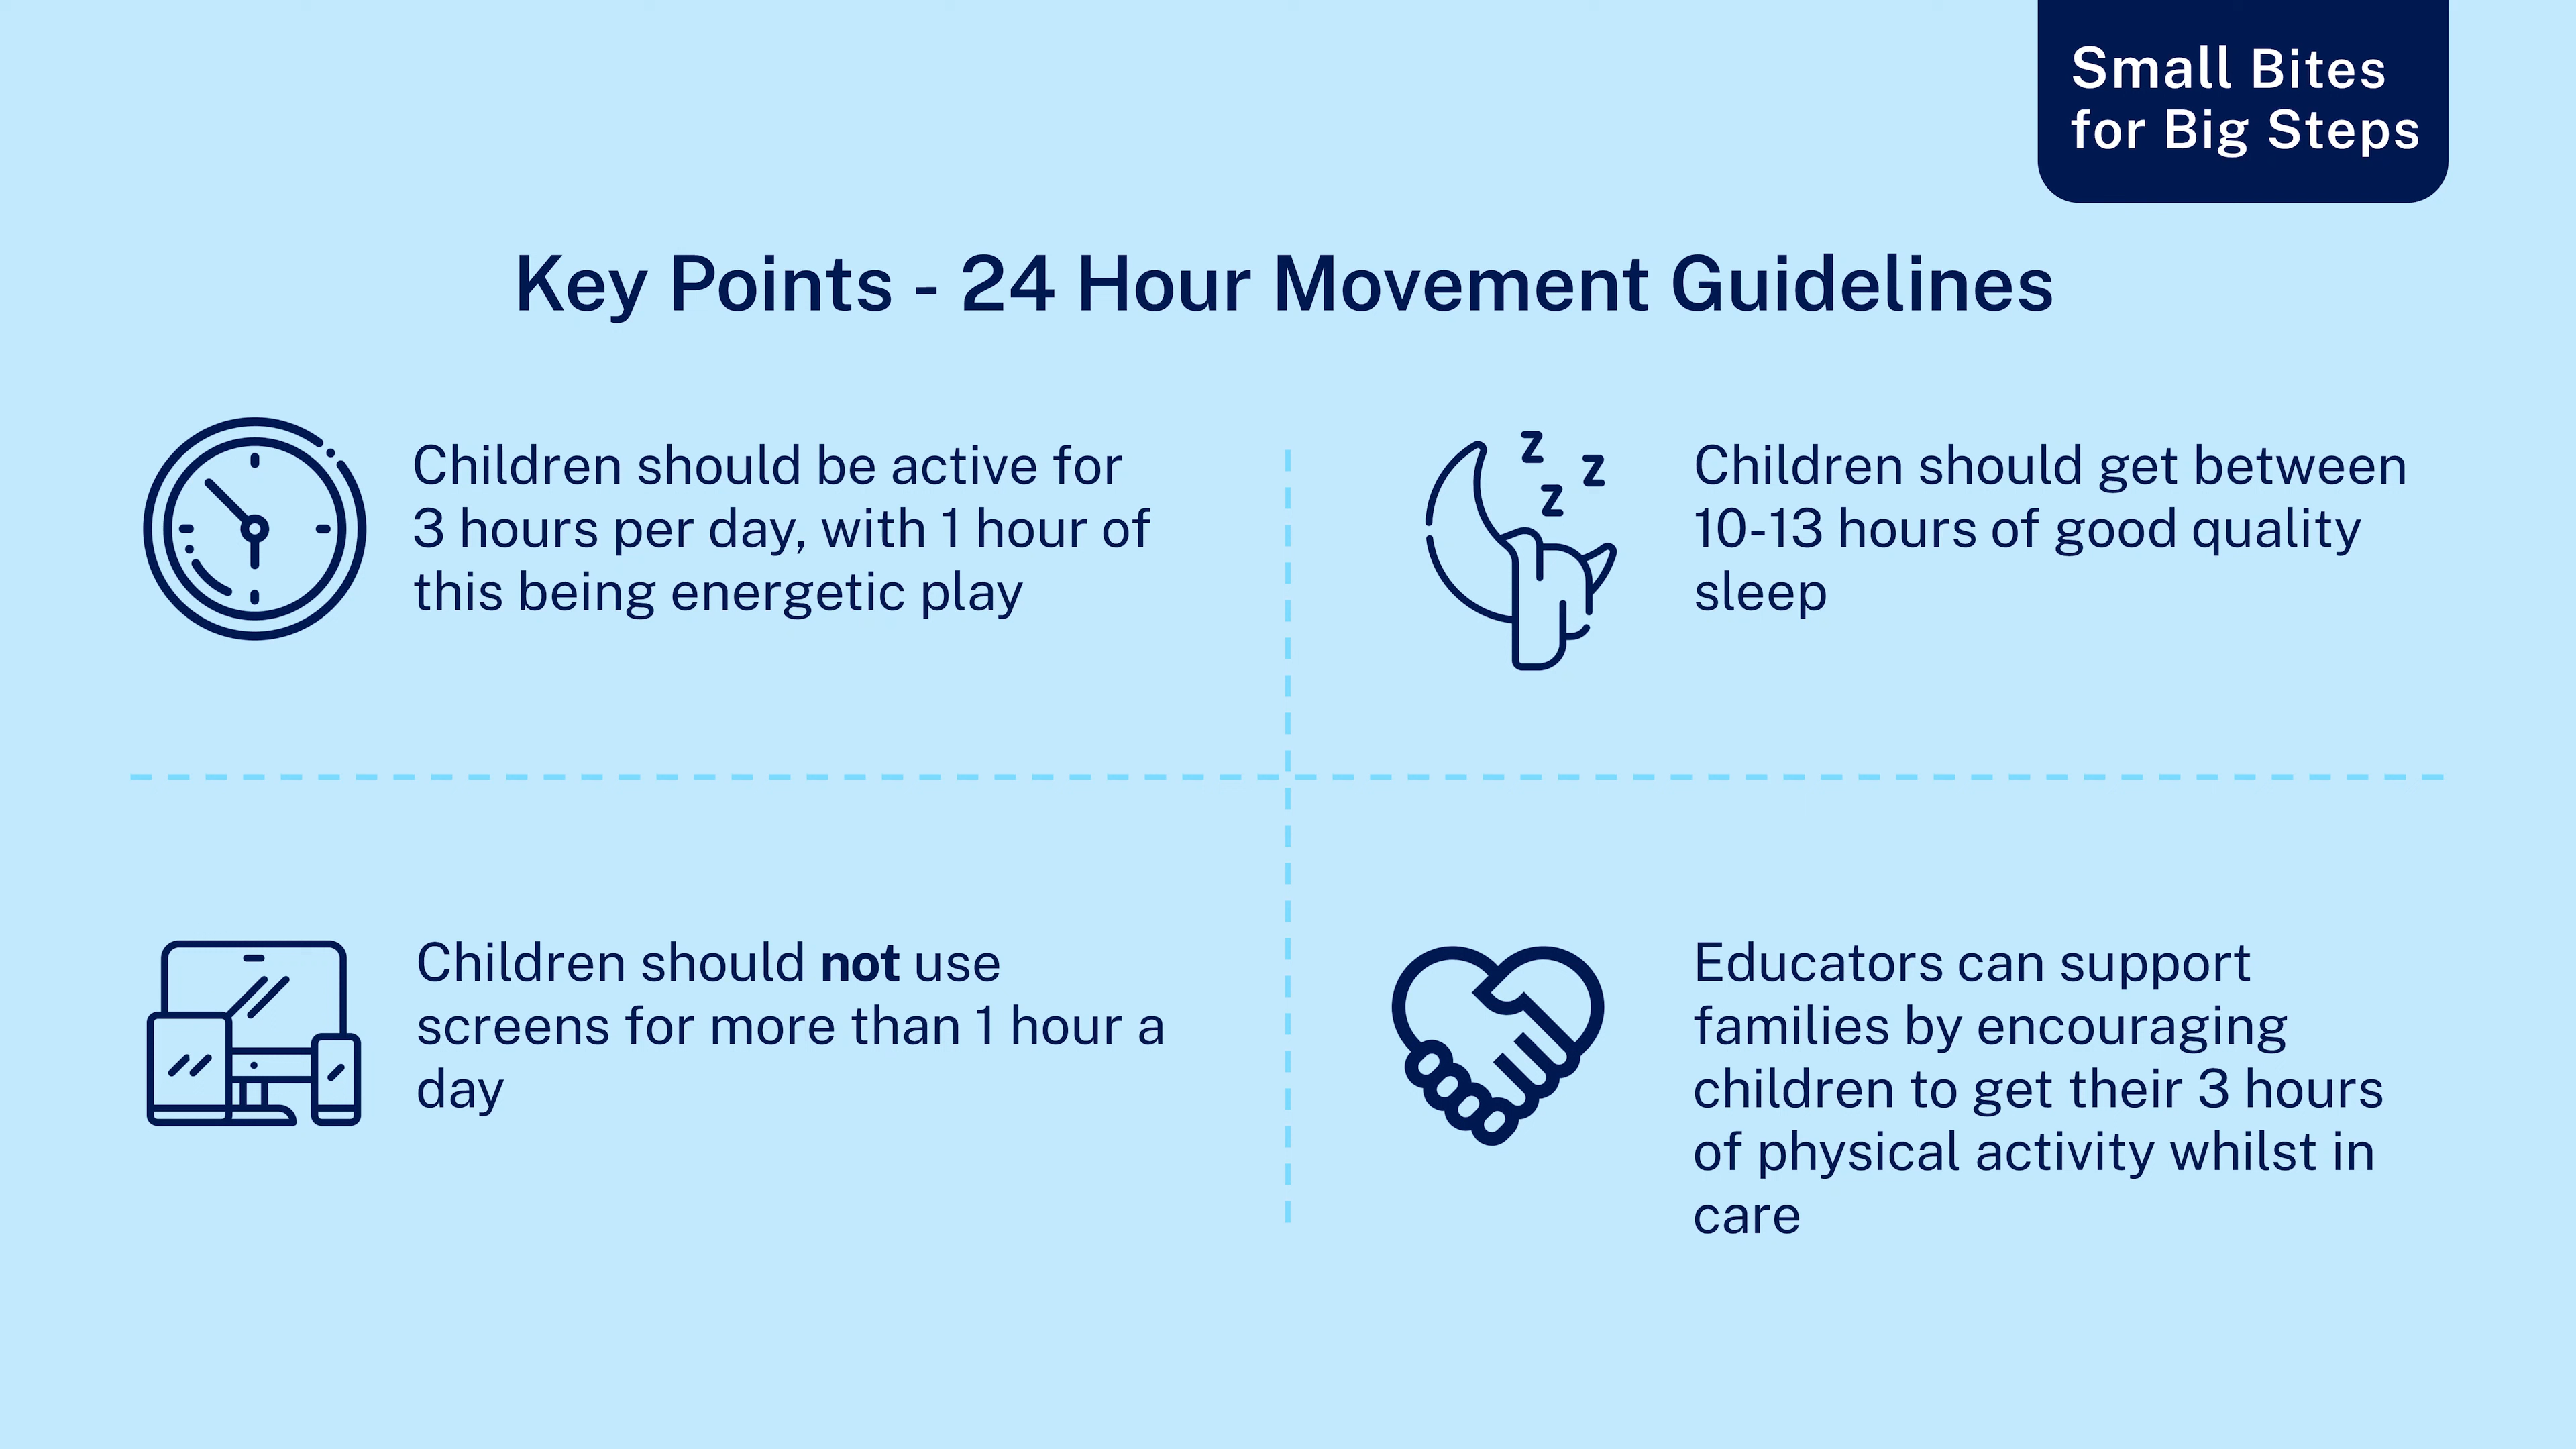 Small Bites
for Big Steps
Key Points - 24 Hour Movement Guidelines
Children should be active for
3 hours per day, with 1 hour of
this being energetic play
z
z
z
Children should get between
10-13 hours of good quality
sleep
Children should not use
screens for more than 1 hour a
day
Educators can support
families by encouraging
children to get their 3 hours
of physical activity whilst in
care